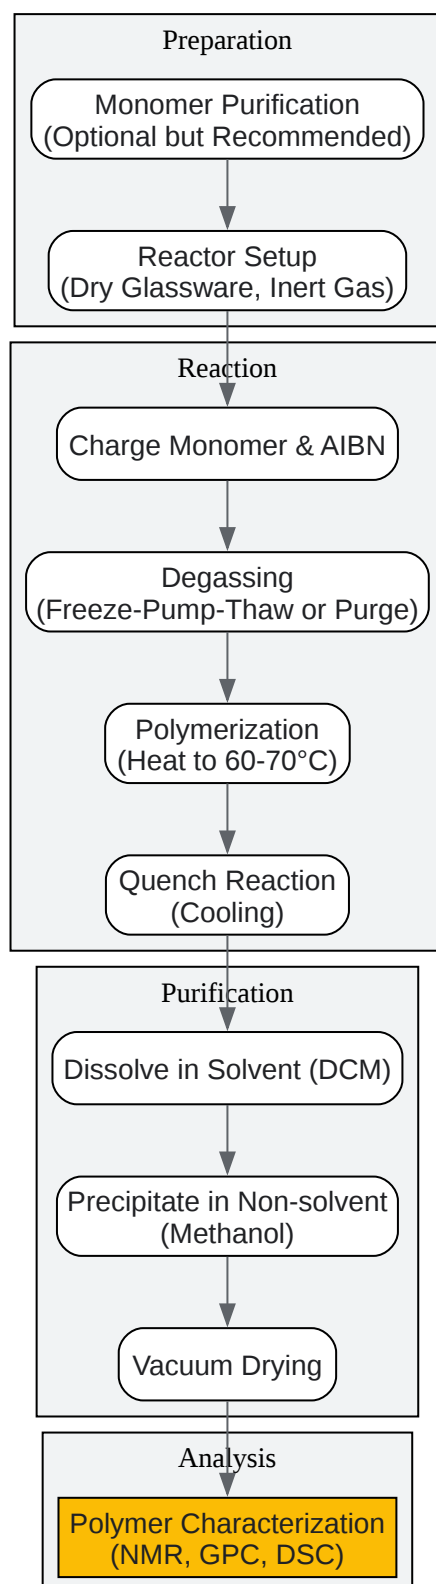 Preparation
Monomer Purification
(Optional but Recommended)
Reactor Setup
(Dry Glassware, Inert Gas)
Reaction
Charge Monomer & AIBN
Degassing
(Freeze-Pump-Thaw or Purge)
Polymerization
(Heat to 60-70°C)
Quench Reaction
(Cooling)
Purification
Dissolve in Solvent (DCM)
Precipitate in Non-solvent
(Methanol)
Vacuum Drying
Analysis
Polymer Characterization
(NMR, GPC, DSC)